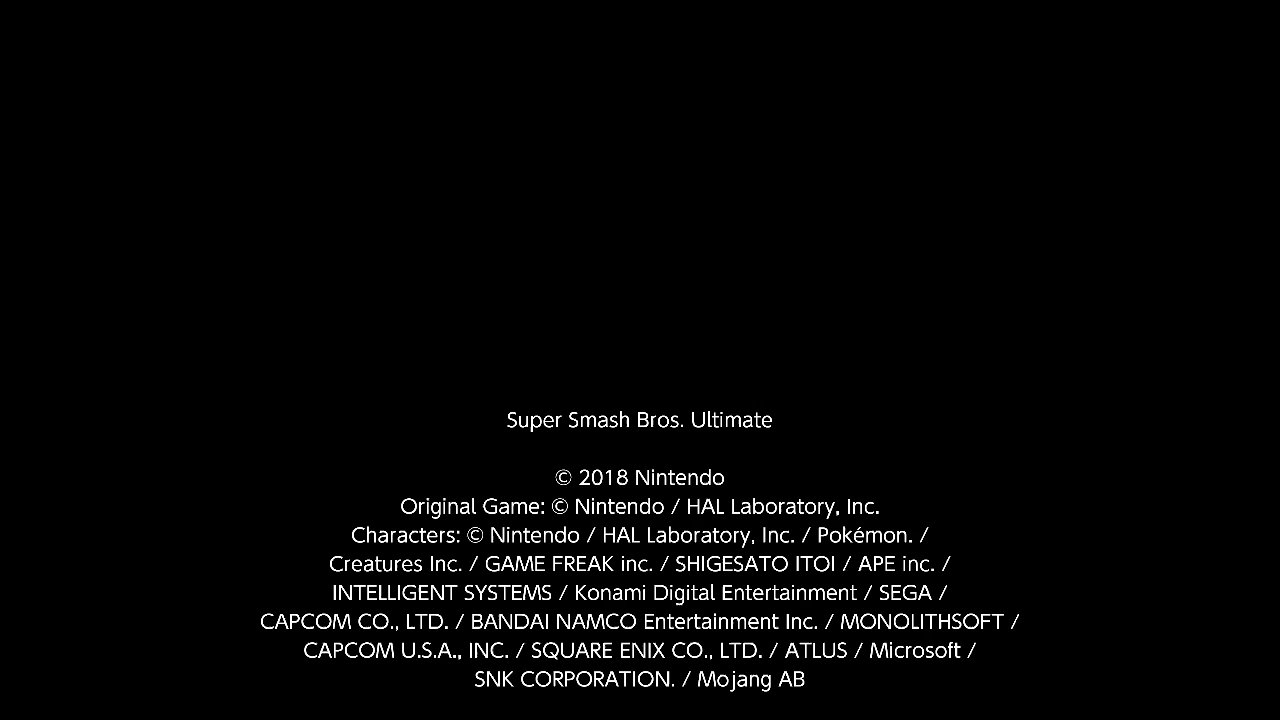 Super Smash Bros. Ultimate
© 2018 Nintendo
Original Game: © Nintendo / HAL Laboratory, Inc.
Characters: © Nintendo / HAL Laboratory, Inc. / Pokémon. /
Creatures Inc. / GAME FREAK inc. / SHIGESATO ITOI / APE inc. /
INTELLIGENT SYSTEMS / Konami Digital Entertainment / SEGA /
CAPCOM CO., LTD. / BANDAI NAMCO Entertainment Inc. / MONOLITHSOFT /
CAPCOM U.S.A., INC. / SQUARE ENIX CO., LTD. / ATLUS / Microsoft /
SNK CORPORATION. / Mojang AB